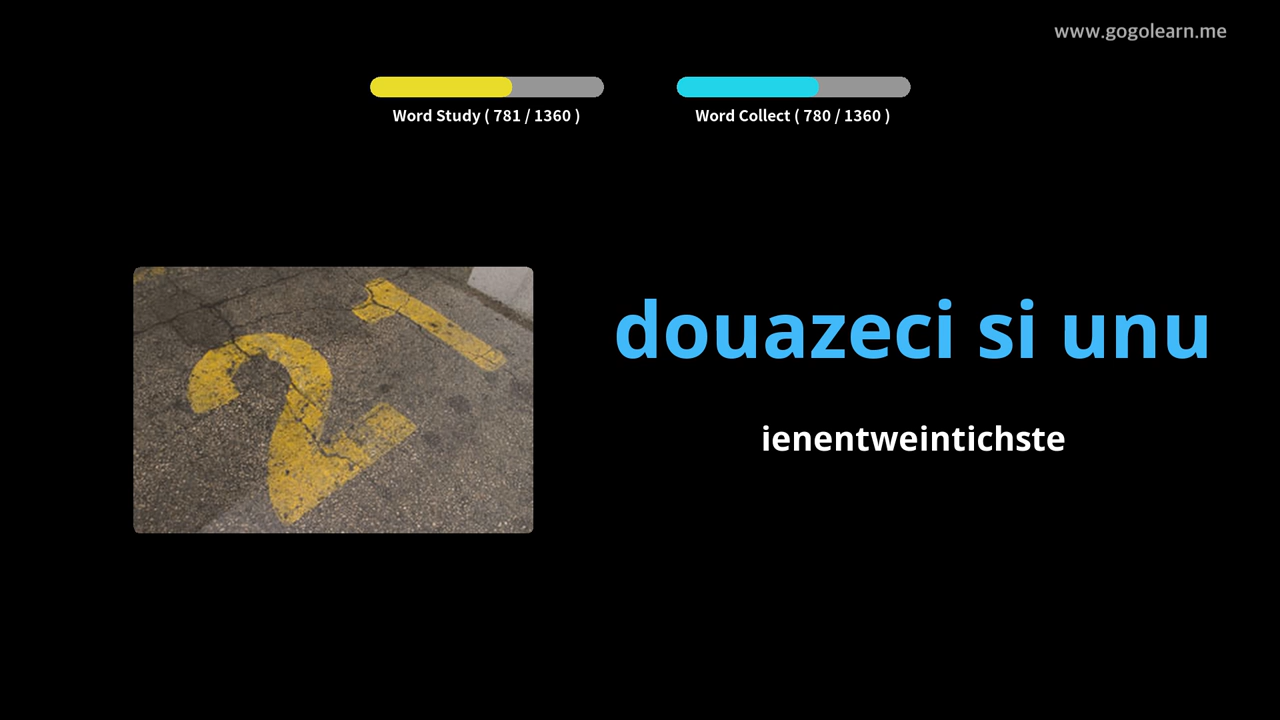 www.gogolearn.me
Word Study ( 781 / 1360 )
Word Collect ( 780 / 1360 )
21
douazeci si unu
ienentweintichste